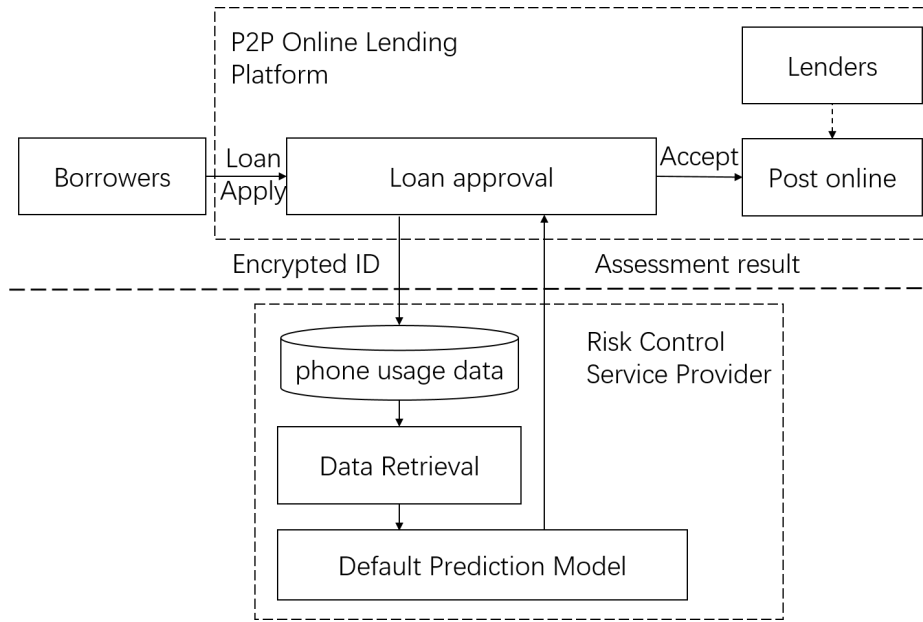 P2P Online Lending
Platform
Lenders
Borrowers
Loan
Apply
Loan approval
Accept
Post online
Encrypted ID
Assessment result
phone usage data
Risk Control
Service Provider
Data Retrieval
Default Prediction Model